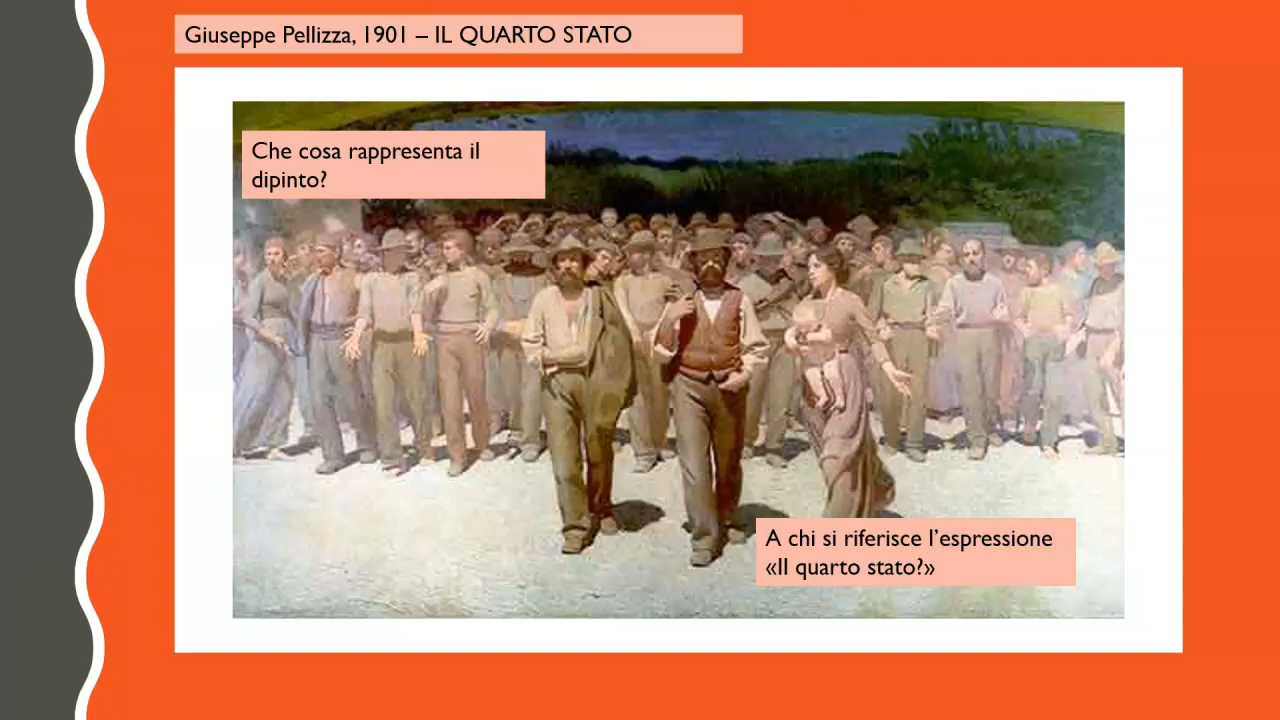 Giuseppe Pellizza, 1901 – IL QUARTO STATO
Che cosa rappresenta il
dipinto?
A chi si riferisce l’espressione
«Il quarto stato?»